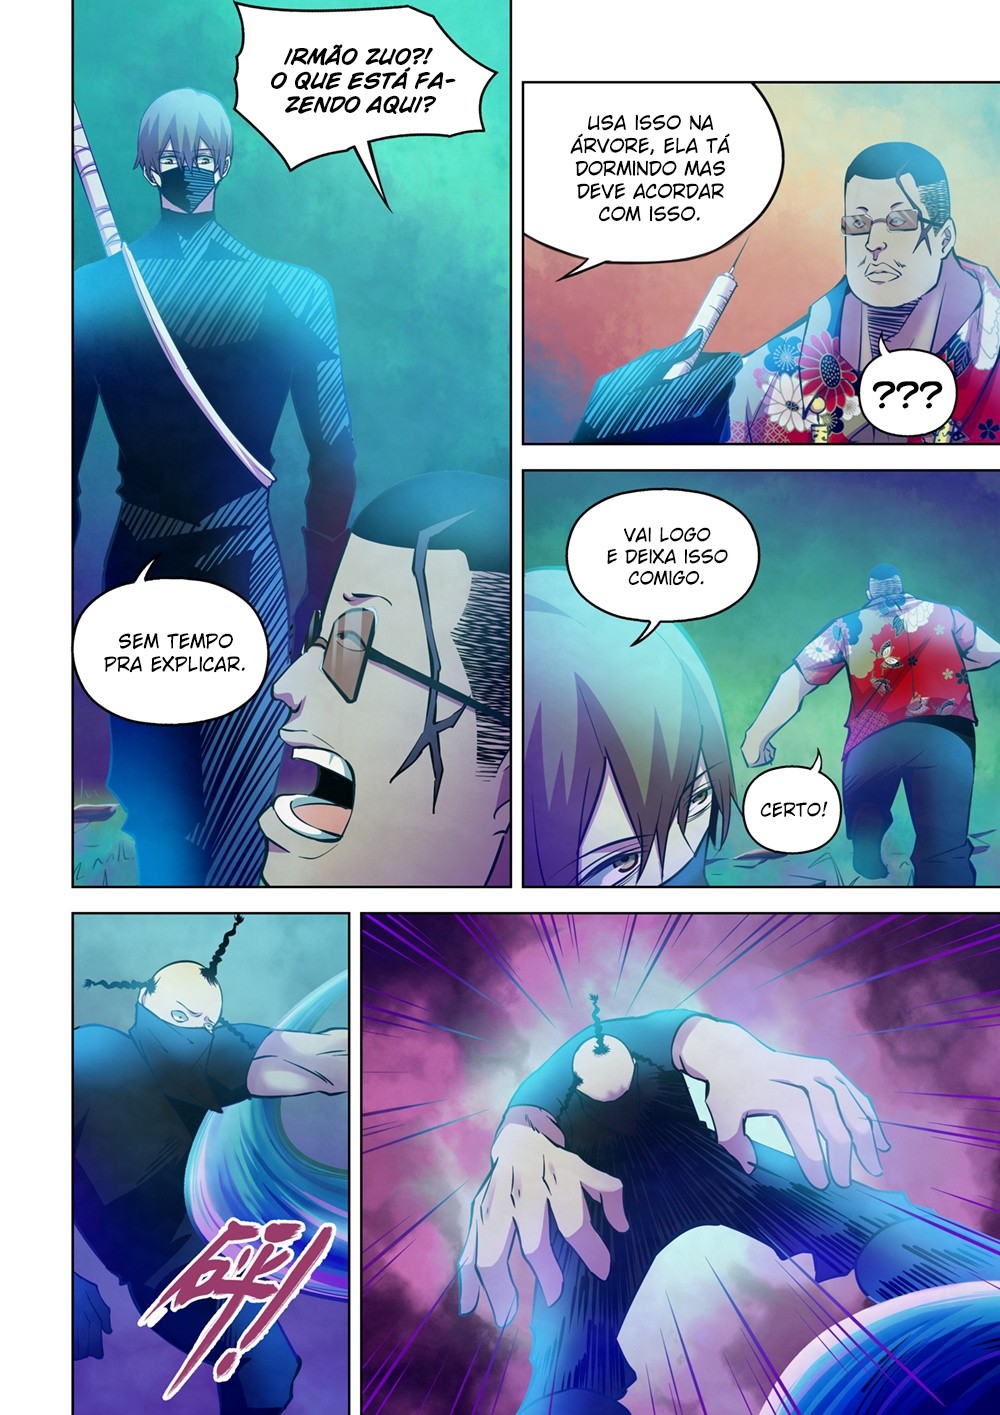 IRMÃO ZUO?!
O QUE ESTÁ FA-
ZENDO AQUI?
SEM TEMPO
PRA EXPLICAR.
USA ISSO NA
ÁRVORE, ELA TÁ
DORMINDO MAS
DEVE ACORDAR
COM ISSO.
???
VAI LOGO
E DEIXA ISSO
COMIGO.
CERTO!
砰!